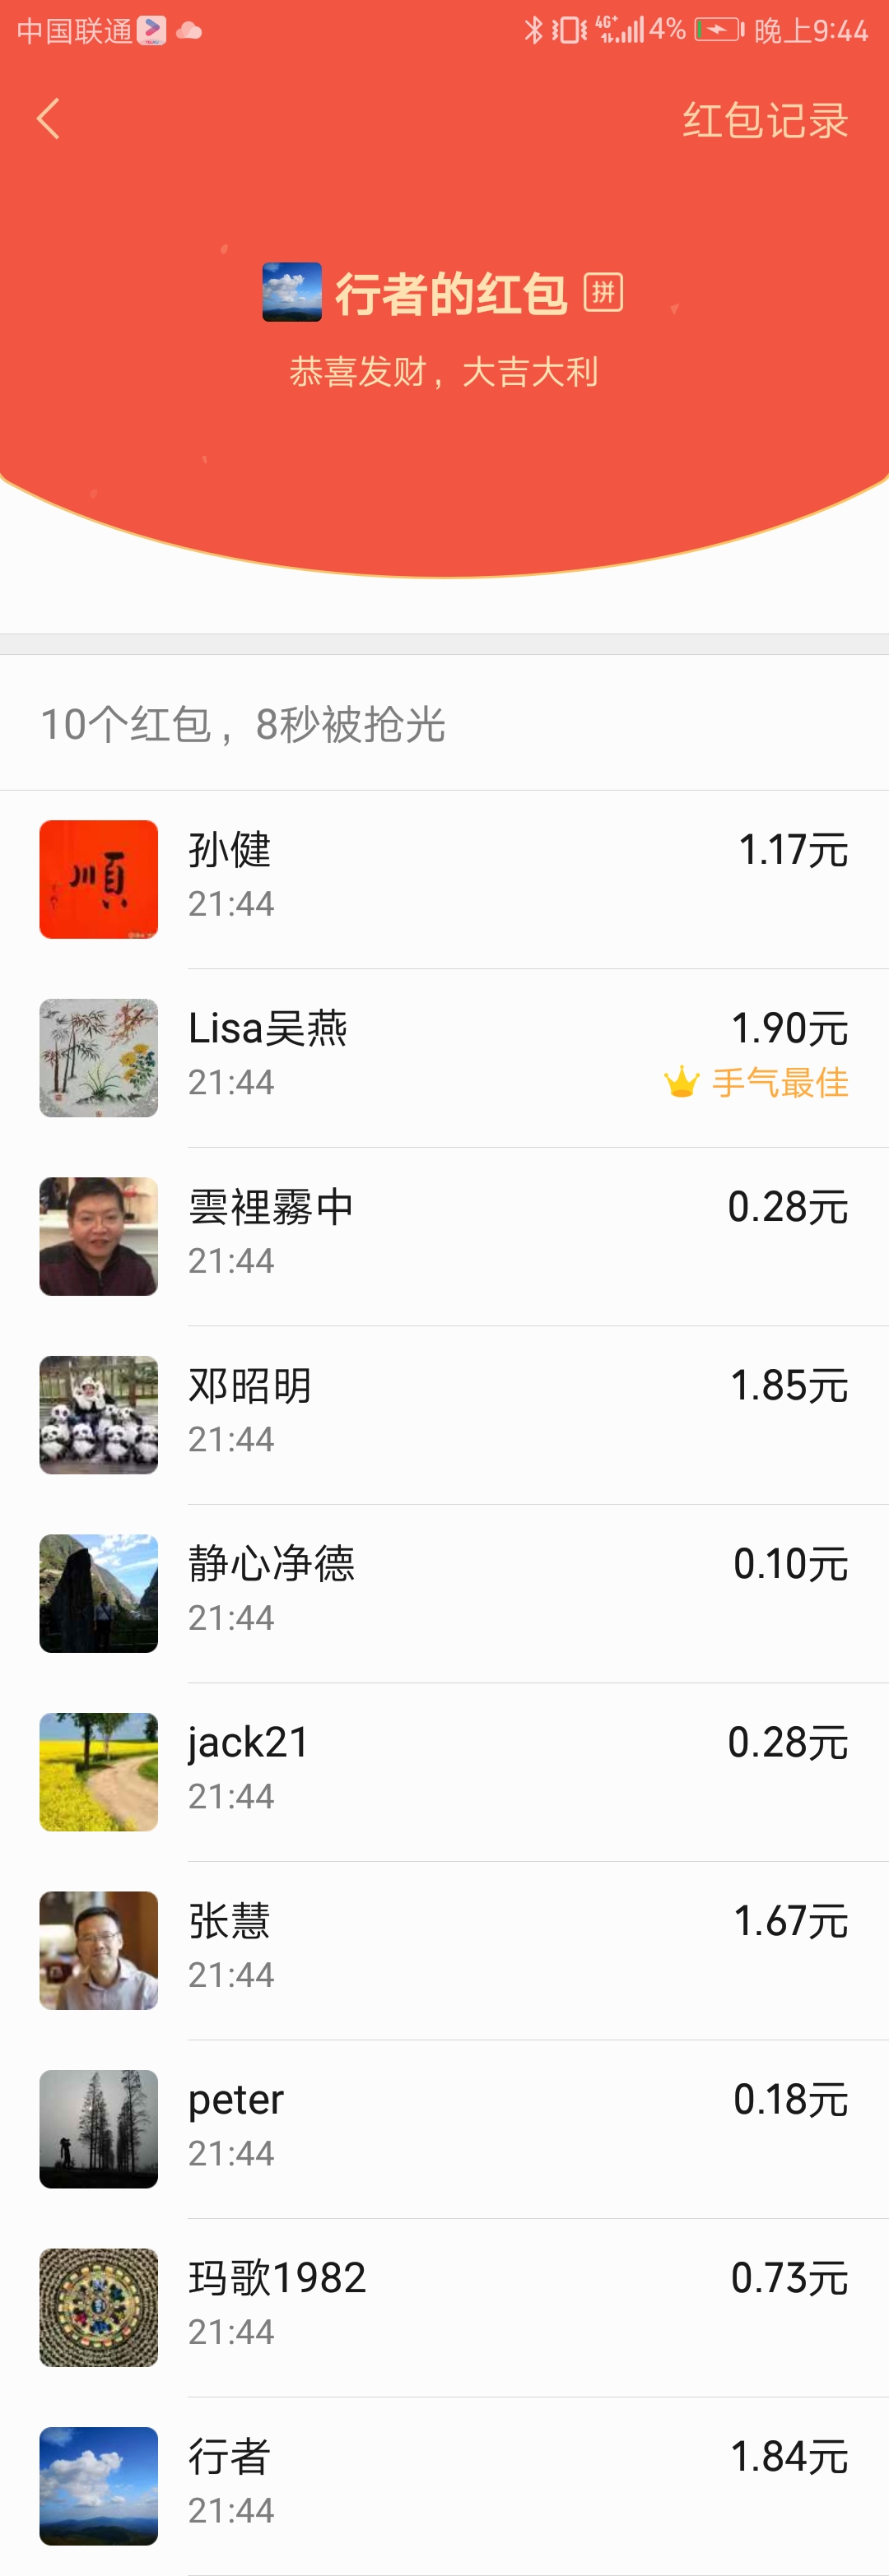 中国联通 4G+ 4% 晚上9:44
红包记录
行者的红包 拼
恭喜发财，大吉大利
10个红包，8秒被抢光
順
孙健 1.17元
21:44
Lisa吴燕 1.90元
21:44 手气最佳
雲裡霧中 0.28元
21:44
邓昭明 1.85元
21:44
静心净德 0.10元
21:44
jack21 0.28元
21:44
张慧 1.67元
21:44
peter 0.18元
21:44
玛歌1982 0.73元
21:44
行者 1.84元
21:44